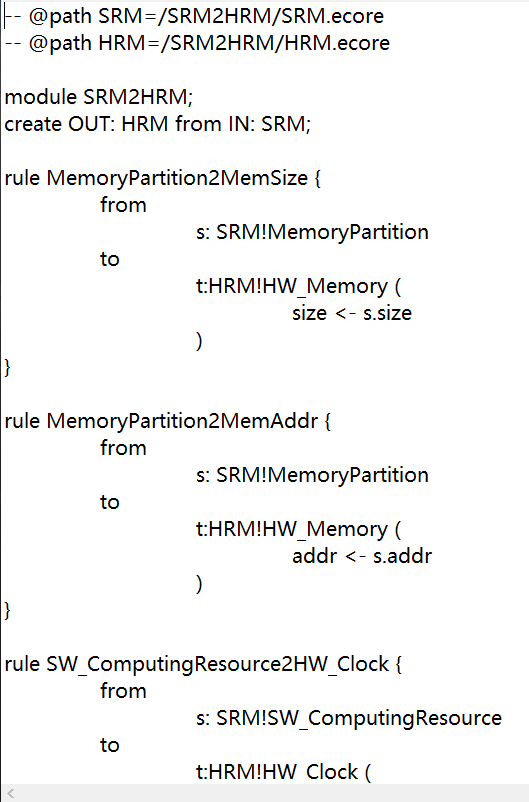 -- @path SRM=/SRM2HRM/SRM.ecore
-- @path HRM=/SRM2HRM/HRM.ecore
module SRM2HRM;
create OUT: HRM from IN: SRM;
rule MemoryPartition2MemSize {
from
s: SRM!MemoryPartition
to
t:HRM!HW_Memory (
size <- s.size
)
}
rule MemoryPartition2MemAddr {
from
s: SRM!MemoryPartition
to
t:HRM!HW_Memory (
addr <- s.addr
)
}
rule SW_ComputingResource2HW_Clock {
from
s: SRM!SW_ComputingResource
to
t:HRM!HW_Clock (